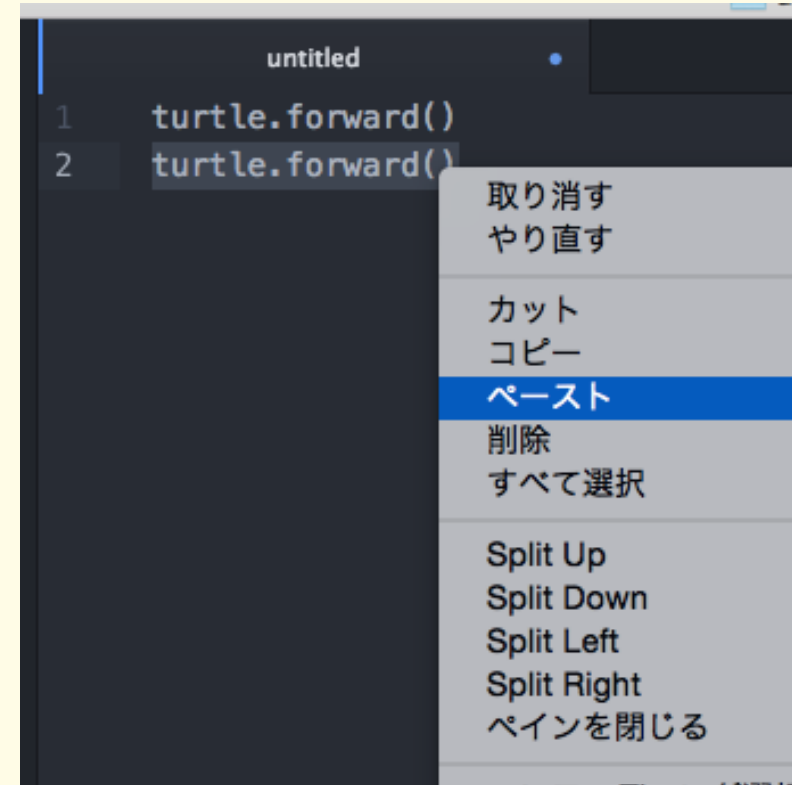 untitled
1 turtle.forward()
2 turtle.forward()
取り消す
やり直す
カット
コピー
ペースト
削除
すべて選択
Split Up
Split Down
Split Left
Split Right
ペインを閉じる